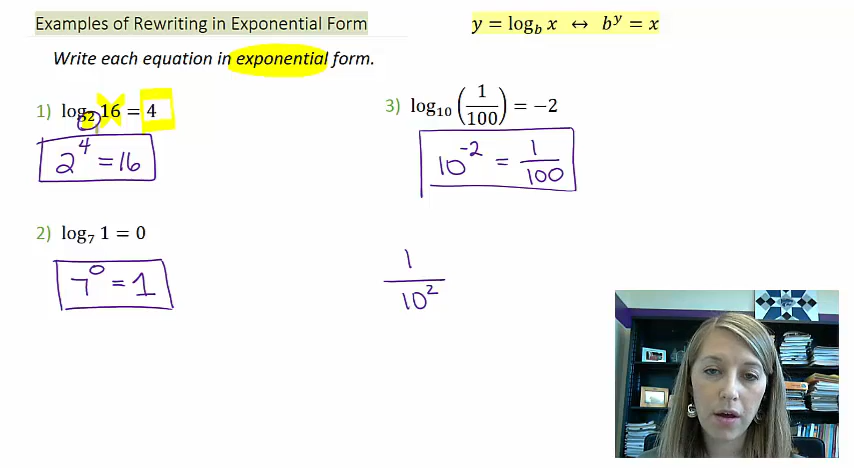 Examples of Rewriting in Exponential Form
y = log_b x ↔ b^y = x
Write each equation in exponential form.
1) log_2 16 = 4
2^4 = 16
3) log_10 (1/100) = −2
10^-2 = 1/100
2) log_7 1 = 0
7^0 = 1
1/10^2